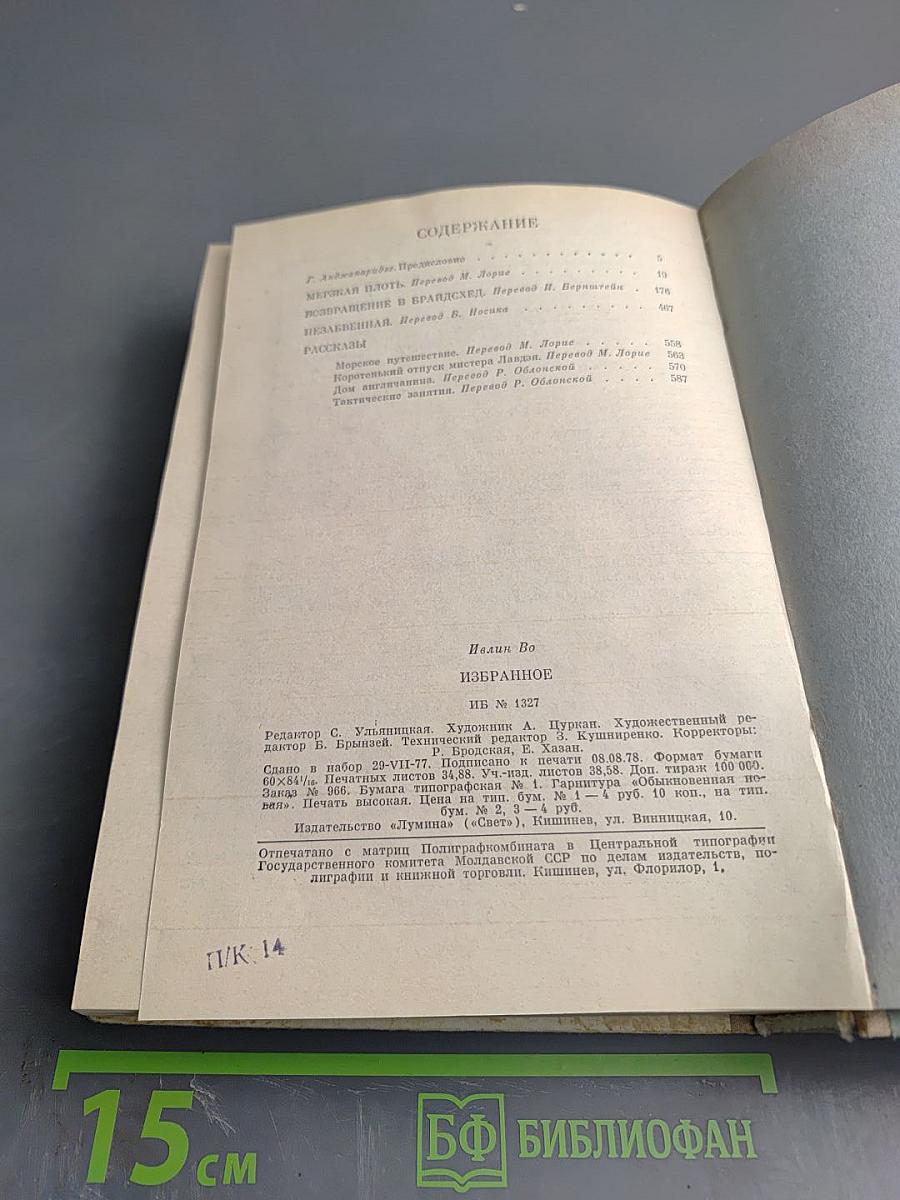 СОДЕРЖАНИЕ
Г. Анджапаридзе. Предисловие . . . . . . . . . . . . 5
МЕРЗКАЯ ПЛОТЬ. Перевод М. Лорие . . . . . . . . . 19
ВОЗВРАЩЕНИЕ В БРАЙДСХЕД. Перевод И. Бернштейн . 176
НЕЗАБВЕННАЯ. Перевод Б. Носика . . . . . . . . . 467
РАССКАЗЫ
Морское путешествие. Перевод М. Лорие . . . . . 558
Коротенький отпуск мистера Лавдэя. Перевод М. Лорие 563
Дом англичанина. Перевод Р. Облонской . . . . . 570
Тактические занятия. Перевод Р. Облонской . . . . 587
Ивлин Во
ИЗБРАННОЕ
ИБ № 1327
Редактор С. Ульяницкая. Художник А. Цуркан. Художественный ре-
дактор Б. Брынзей. Технический редактор З. Кушниренко. Корректоры:
Р. Бродская, Е. Хазан.
Сдано в набор 29-VII-77. Подписано к печати 08.08.78. Формат бумаги
60×84¹/₁₆. Печатных листов 34,88. Уч.-изд. листов 38,58. Доп. тираж 100 000.
Заказ № 966. Бумага типографская № 1. Гарнитура «Обыкновенная но-
вая». Печать высокая. Цена на тип. бум. № 1 — 4 руб. 10 коп., на тип.
бум. № 2, 3 — 4 руб.
Издательство «Лумина» («Свет»), Кишинев, ул. Винницкая, 10.
Отпечатано с матриц Полиграфкомбината в Центральной типографии
Государственного комитета Молдавской ССР по делам издательств, по-
лиграфии и книжной торговли. Кишинев, ул. Флорилор, 1.
П/К 14
15 см
БФ БИБЛИОФАН